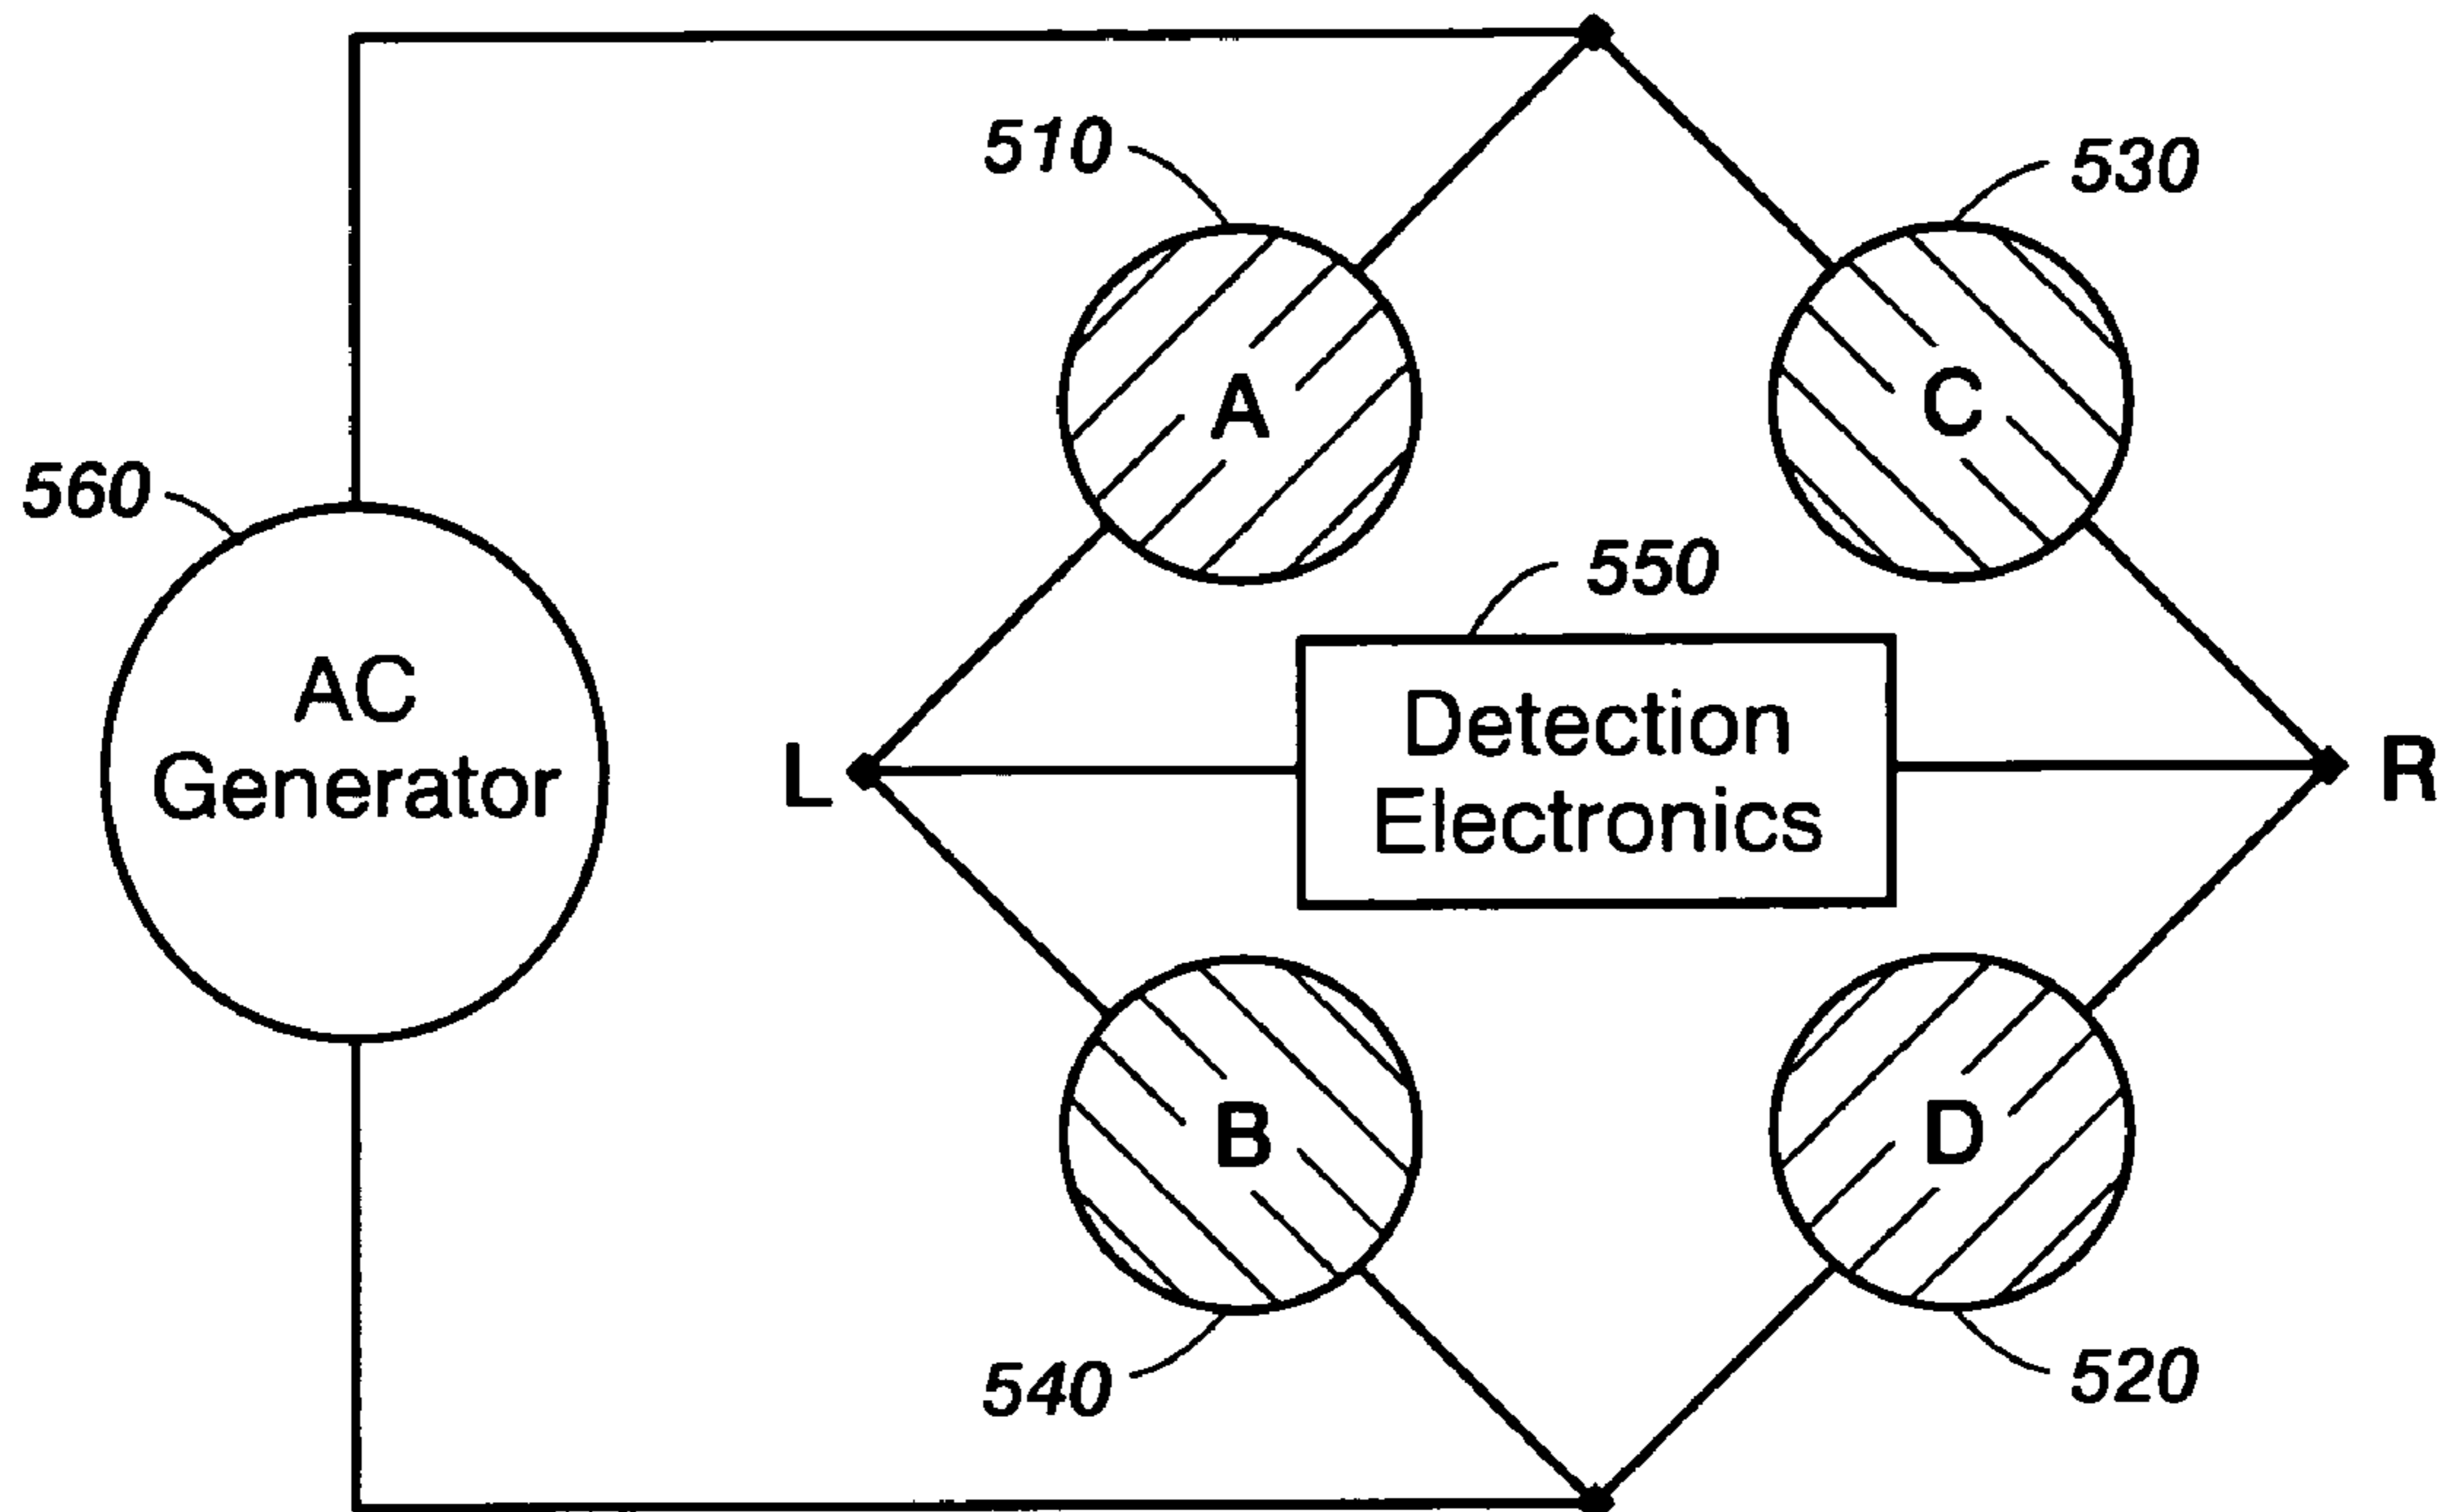 510
530
A
C
560
550
AC
Generator
L
Detection
Electronics
R
B
D
540
520